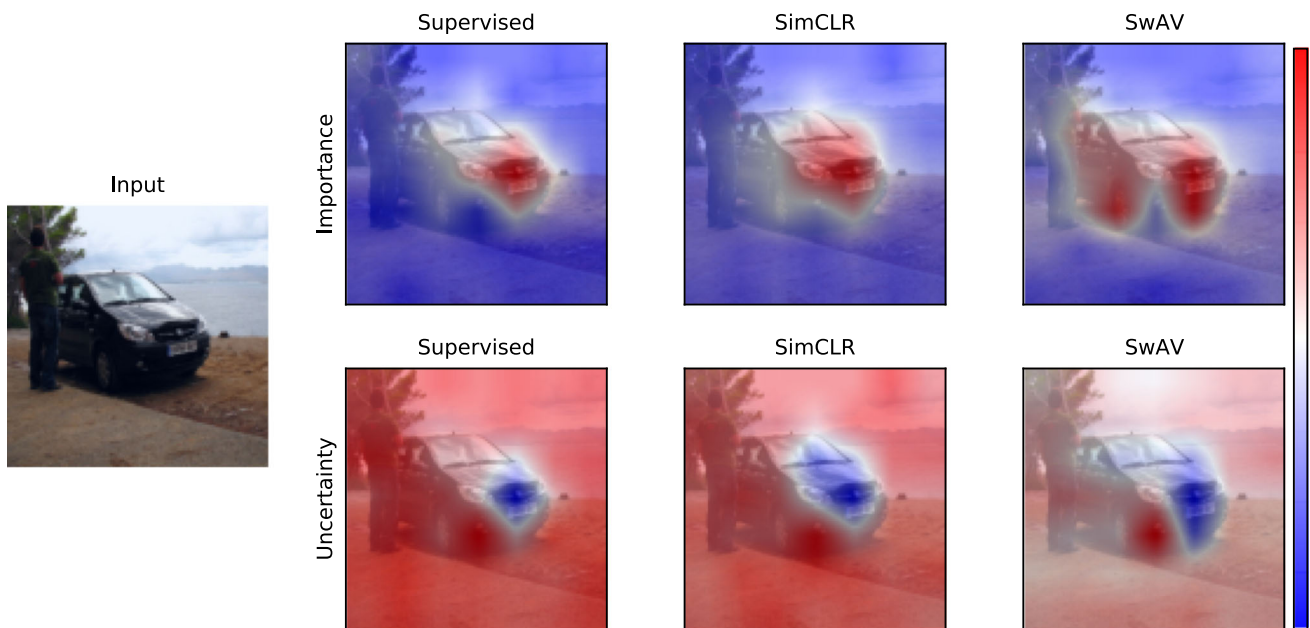 Supervised
SimCLR
SwAV
Importance
Input
Supervised
SimCLR
SwAV
Uncertainty